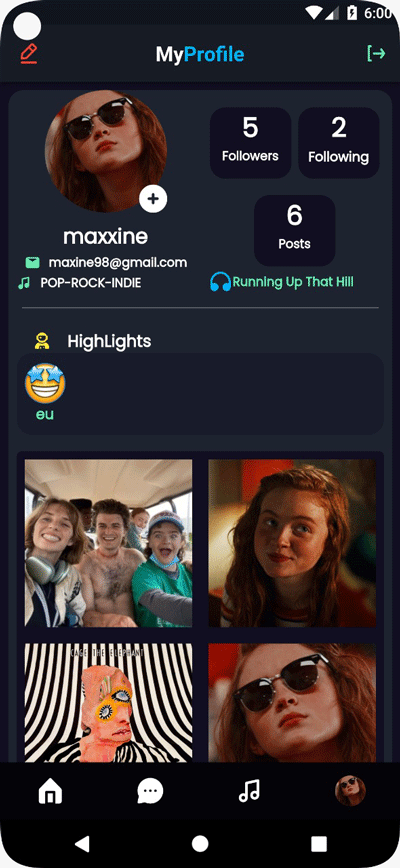 6:00
MyProfile
5
Followers
2
Following
6
Posts
maxxine
maxine98@gmail.com
POP-ROCK-INDIE
Running Up That Hill
HighLights
eu
CAGE THE ELEPHANT